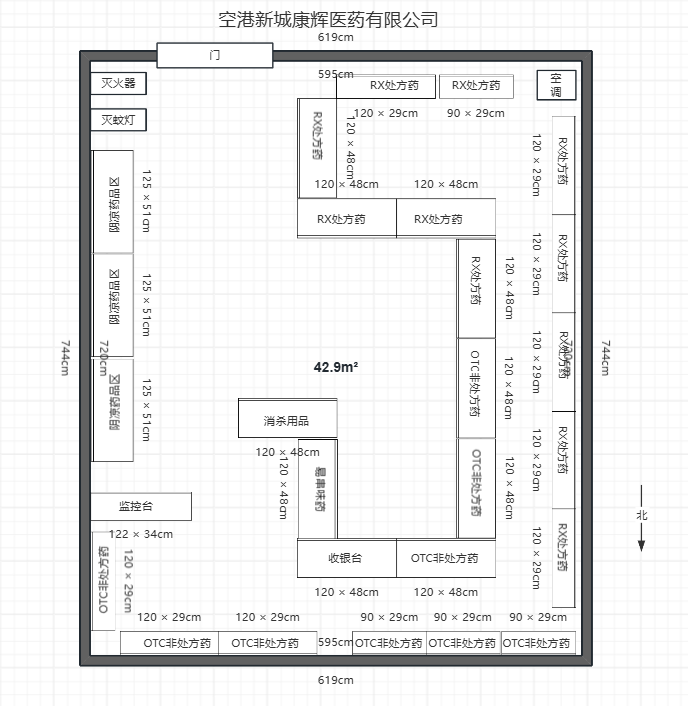 空港新城康辉医药有限公司
619cm
门
595cm
灭火器
RX处方药
RX处方药
空
调
120 × 29cm
90 × 29cm
灭蚊灯
RX处方药
120 × 48cm
RX处方药
120 × 29cm
120 × 48cm
120 × 48cm
阴凉药品区
125 × 51cm
RX处方药
RX处方药
RX处方药
120 × 48cm
RX处方药
120 × 29cm
阴凉药品区
125 × 51cm
744cm
720cm
42.9m²
OTC非处方药
120 × 48cm
RX处方药
720cm
120 × 29cm
744cm
阴凉药品区
125 × 51cm
消杀用品
120 × 48cm
易串味药
120 × 48cm
OTC非处方药
120 × 48cm
RX处方药
120 × 29cm
监控台
122 × 34cm
北
OTC非处方药
120 × 29cm
收银台
OTC非处方药
RX处方药
120 × 29cm
120 × 48cm
120 × 48cm
120 × 29cm
120 × 29cm
90 × 29cm
90 × 29cm
90 × 29cm
OTC非处方药
OTC非处方药
595cm
OTC非处方药
OTC非处方药
OTC非处方药
619cm